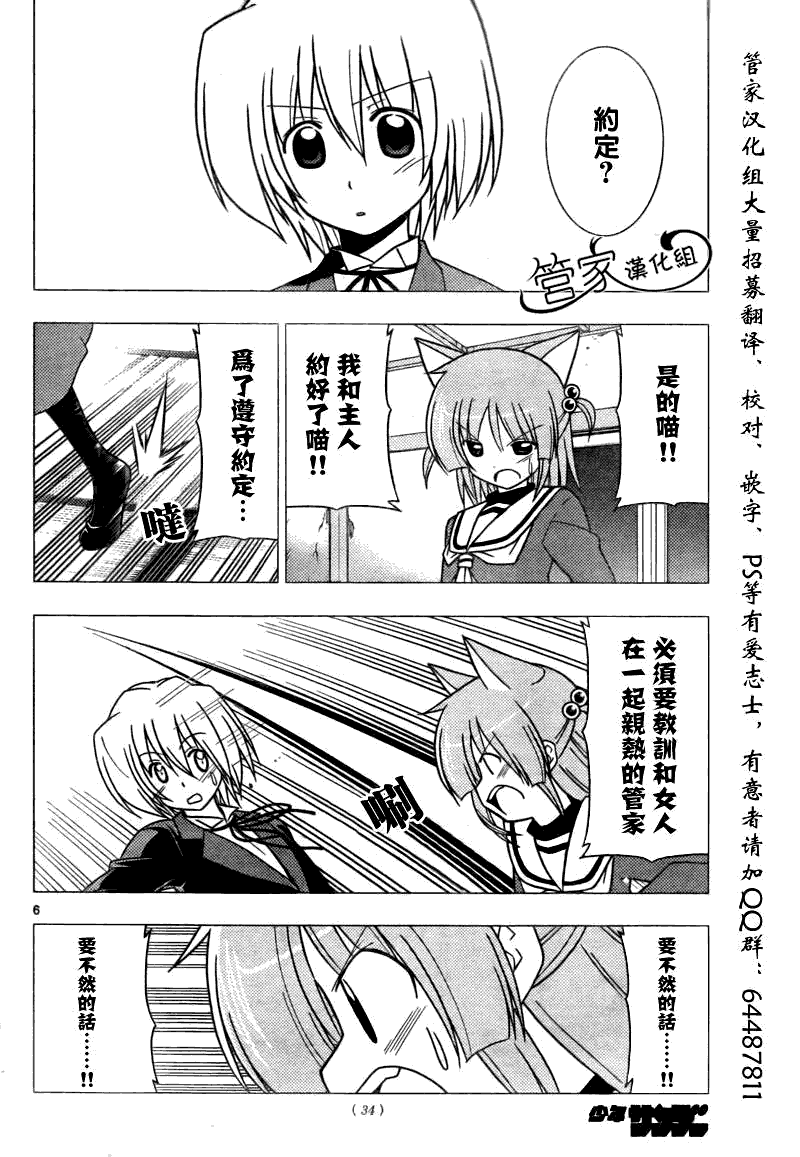 約定?
管家漢化組
是的喵!!
我和主人
約好了喵!!
爲了遵守約定…
噠
必須要教訓和女人
在一起親熱的管家
唰
6
要不然的話……!!
要不然的話……!!
(34)
少年
WWW
管家汉化组大量招募翻译、校对、嵌字、PS等有爱志士，有意者请加QQ群：64487811